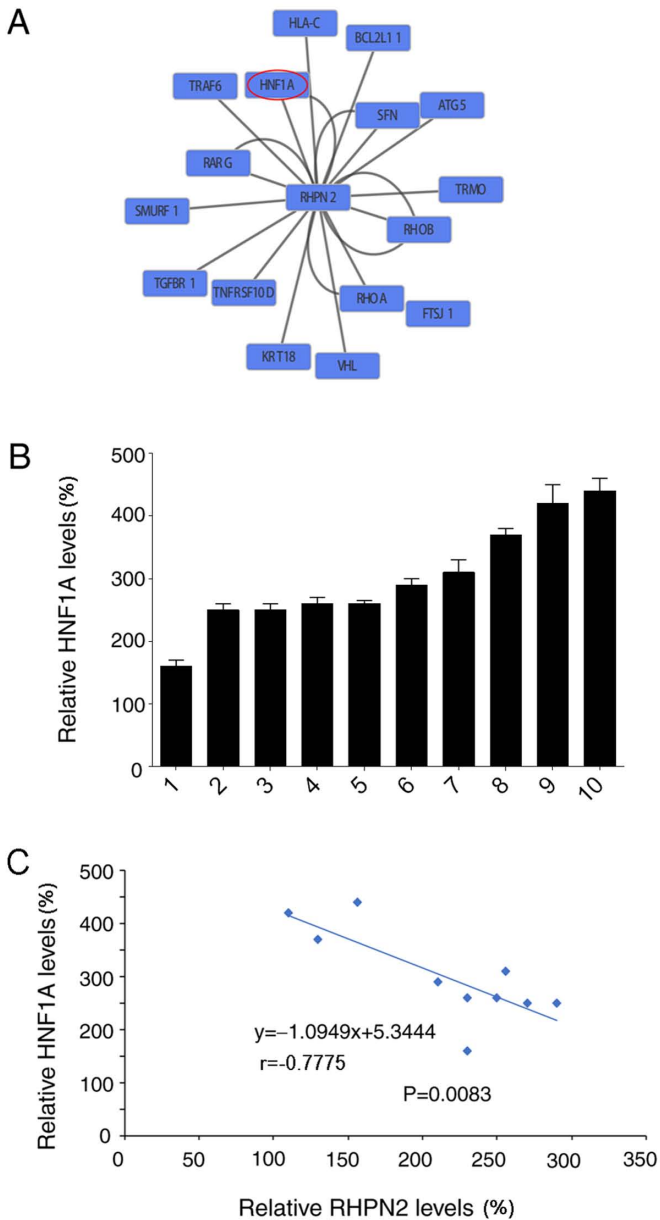 A
HLA-C
BCL2L1 1
TRAF6
HNF1A
SFN
ATG5
RAR G
RHPN 2
TRMO
SMURF 1
RHOB
TGFBR 1
TNFRSF10 D
RHO A
FTSJ 1
KR T18
VHL
B
Relative HNF1A levels (%)
500
400
300
200
100
0
1 2 3 4 5 6 7 8 9 10
C
Relative HNF1A levels (%)
500
400
300
200
100
0
y=−1.0949x+5.3444
r=-0.7775
P=0.0083
0 50 100 150 200 250 300 350
Relative RHPN2 levels (%)